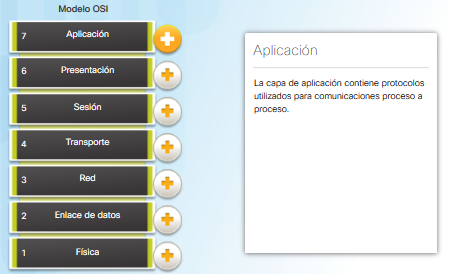 Modelo OSI
7 Aplicación
6 Presentación
5 Sesión
4 Transporte
3 Red
2 Enlace de datos
1 Física
Aplicación
La capa de aplicación contiene protocolos
utilizados para comunicaciones proceso a
proceso.